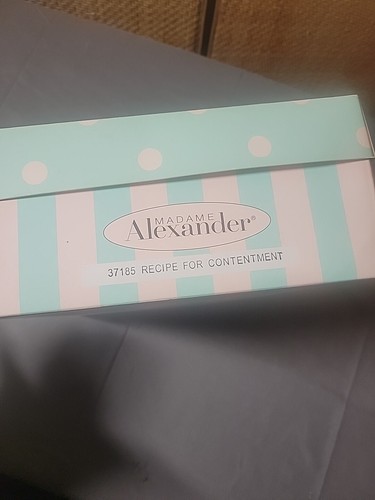 MADAME
Alexander®
37185 RECIPE FOR CONTENTMENT